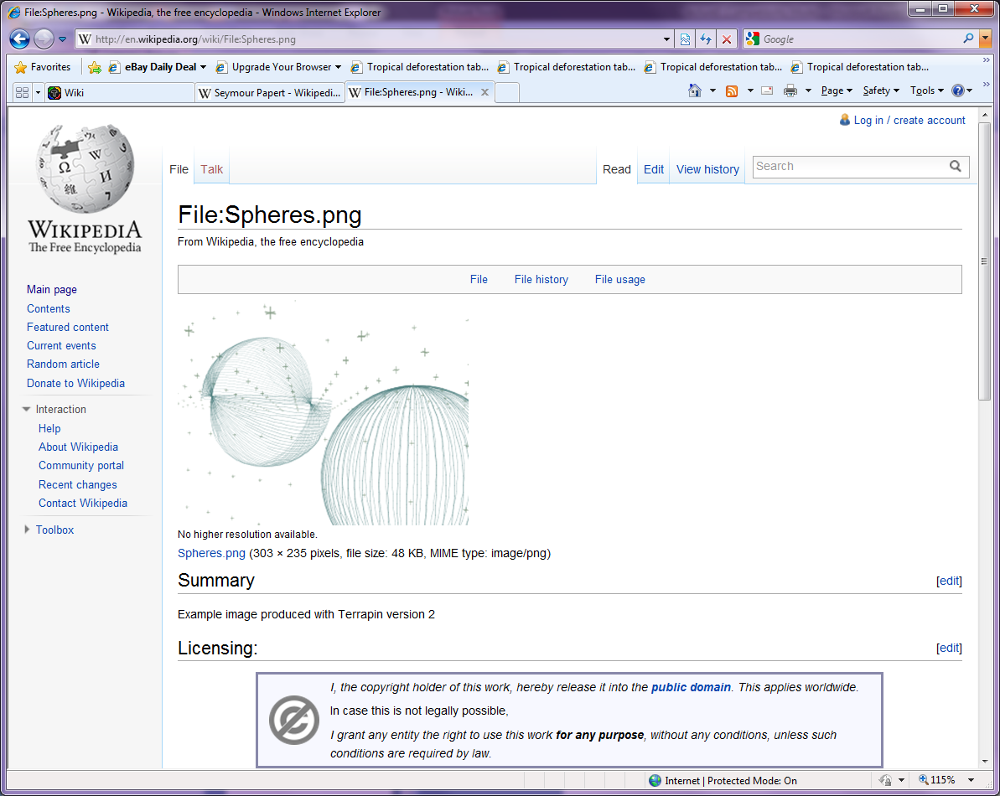 File:Spheres.png - Wikipedia, the free encyclopedia - Windows Internet Explorer
http://en.wikipedia.org/wiki/File:Spheres.png
Google
Favorites
eBay Daily Deal
Upgrade Your Browser
Tropical deforestation tab...
Tropical deforestation tab...
Tropical deforestation tab...
Tropical deforestation tab...
Wiki
Seymour Papert - Wikipedi...
File:Spheres.png - Wiki...
Page
Safety
Tools
Log in / create account
WIKIPEDIA
The Free Encyclopedia
File
Talk
Read
Edit
View history
Search
Main page
Contents
Featured content
Current events
Random article
Donate to Wikipedia
Interaction
Help
About Wikipedia
Community portal
Recent changes
Contact Wikipedia
Toolbox
File:Spheres.png
From Wikipedia, the free encyclopedia
File
File history
File usage
No higher resolution available.
Spheres.png (303 × 235 pixels, file size: 48 KB, MIME type: image/png)
Summary
[edit]
Example image produced with Terrapin version 2
Licensing:
[edit]
I, the copyright holder of this work, hereby release it into the public domain. This applies worldwide.
In case this is not legally possible,
I grant any entity the right to use this work for any purpose, without any conditions, unless such
conditions are required by law.
Internet | Protected Mode: On
115%